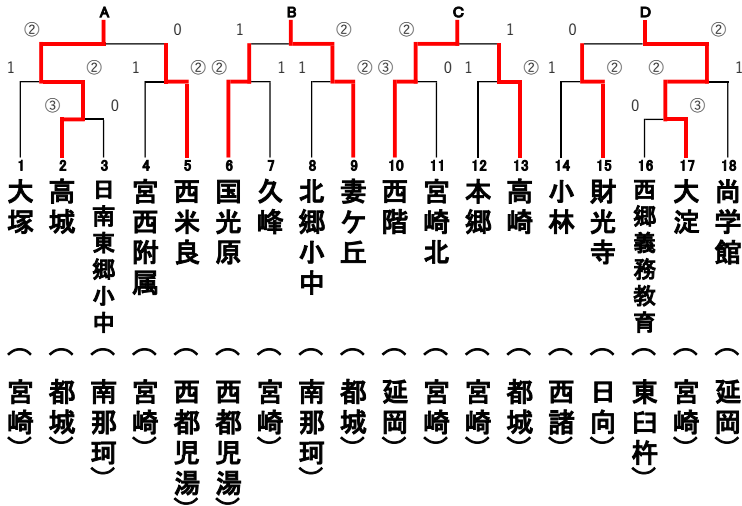 A B C D
② 0 1 ② ② 1 0 ②
1 ② 1 ② ② 1 1 ② ③ 0 1 ② 1 ② ② 1
③ 0 0 ③
1 2 3 4 5 6 7 8 9 10 11 12 13 14 15 16 17 18
大塚（宮崎）
高城（都城）
日南東郷小中（南那珂）
宮西附属（宮崎）
西米良（西都児湯）
国光原（西都児湯）
久峰（宮崎）
北郷小中（南那珂）
妻ケ丘（都城）
西階（延岡）
宮崎北（宮崎）
本郷（宮崎）
高崎（都城）
小林（西諸）
財光寺（日向）
西郷義務教育（東臼杵）
大淀（宮崎）
尚学館（延岡）